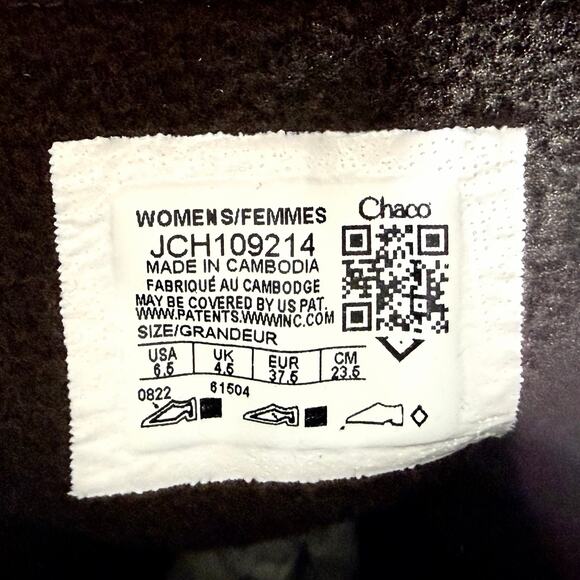 Chaco
WOMENS/FEMMES
JCH109214
MADE IN CAMBODIA
FABRIQUÉ AU CAMBODGE
MAY BE COVERED BY US PAT.
WWW.PATENTS.WWWINC.COM
SIZE/GRANDEUR
USA UK EUR CM
6.5 4.5 37.5 23.5
0822 61504